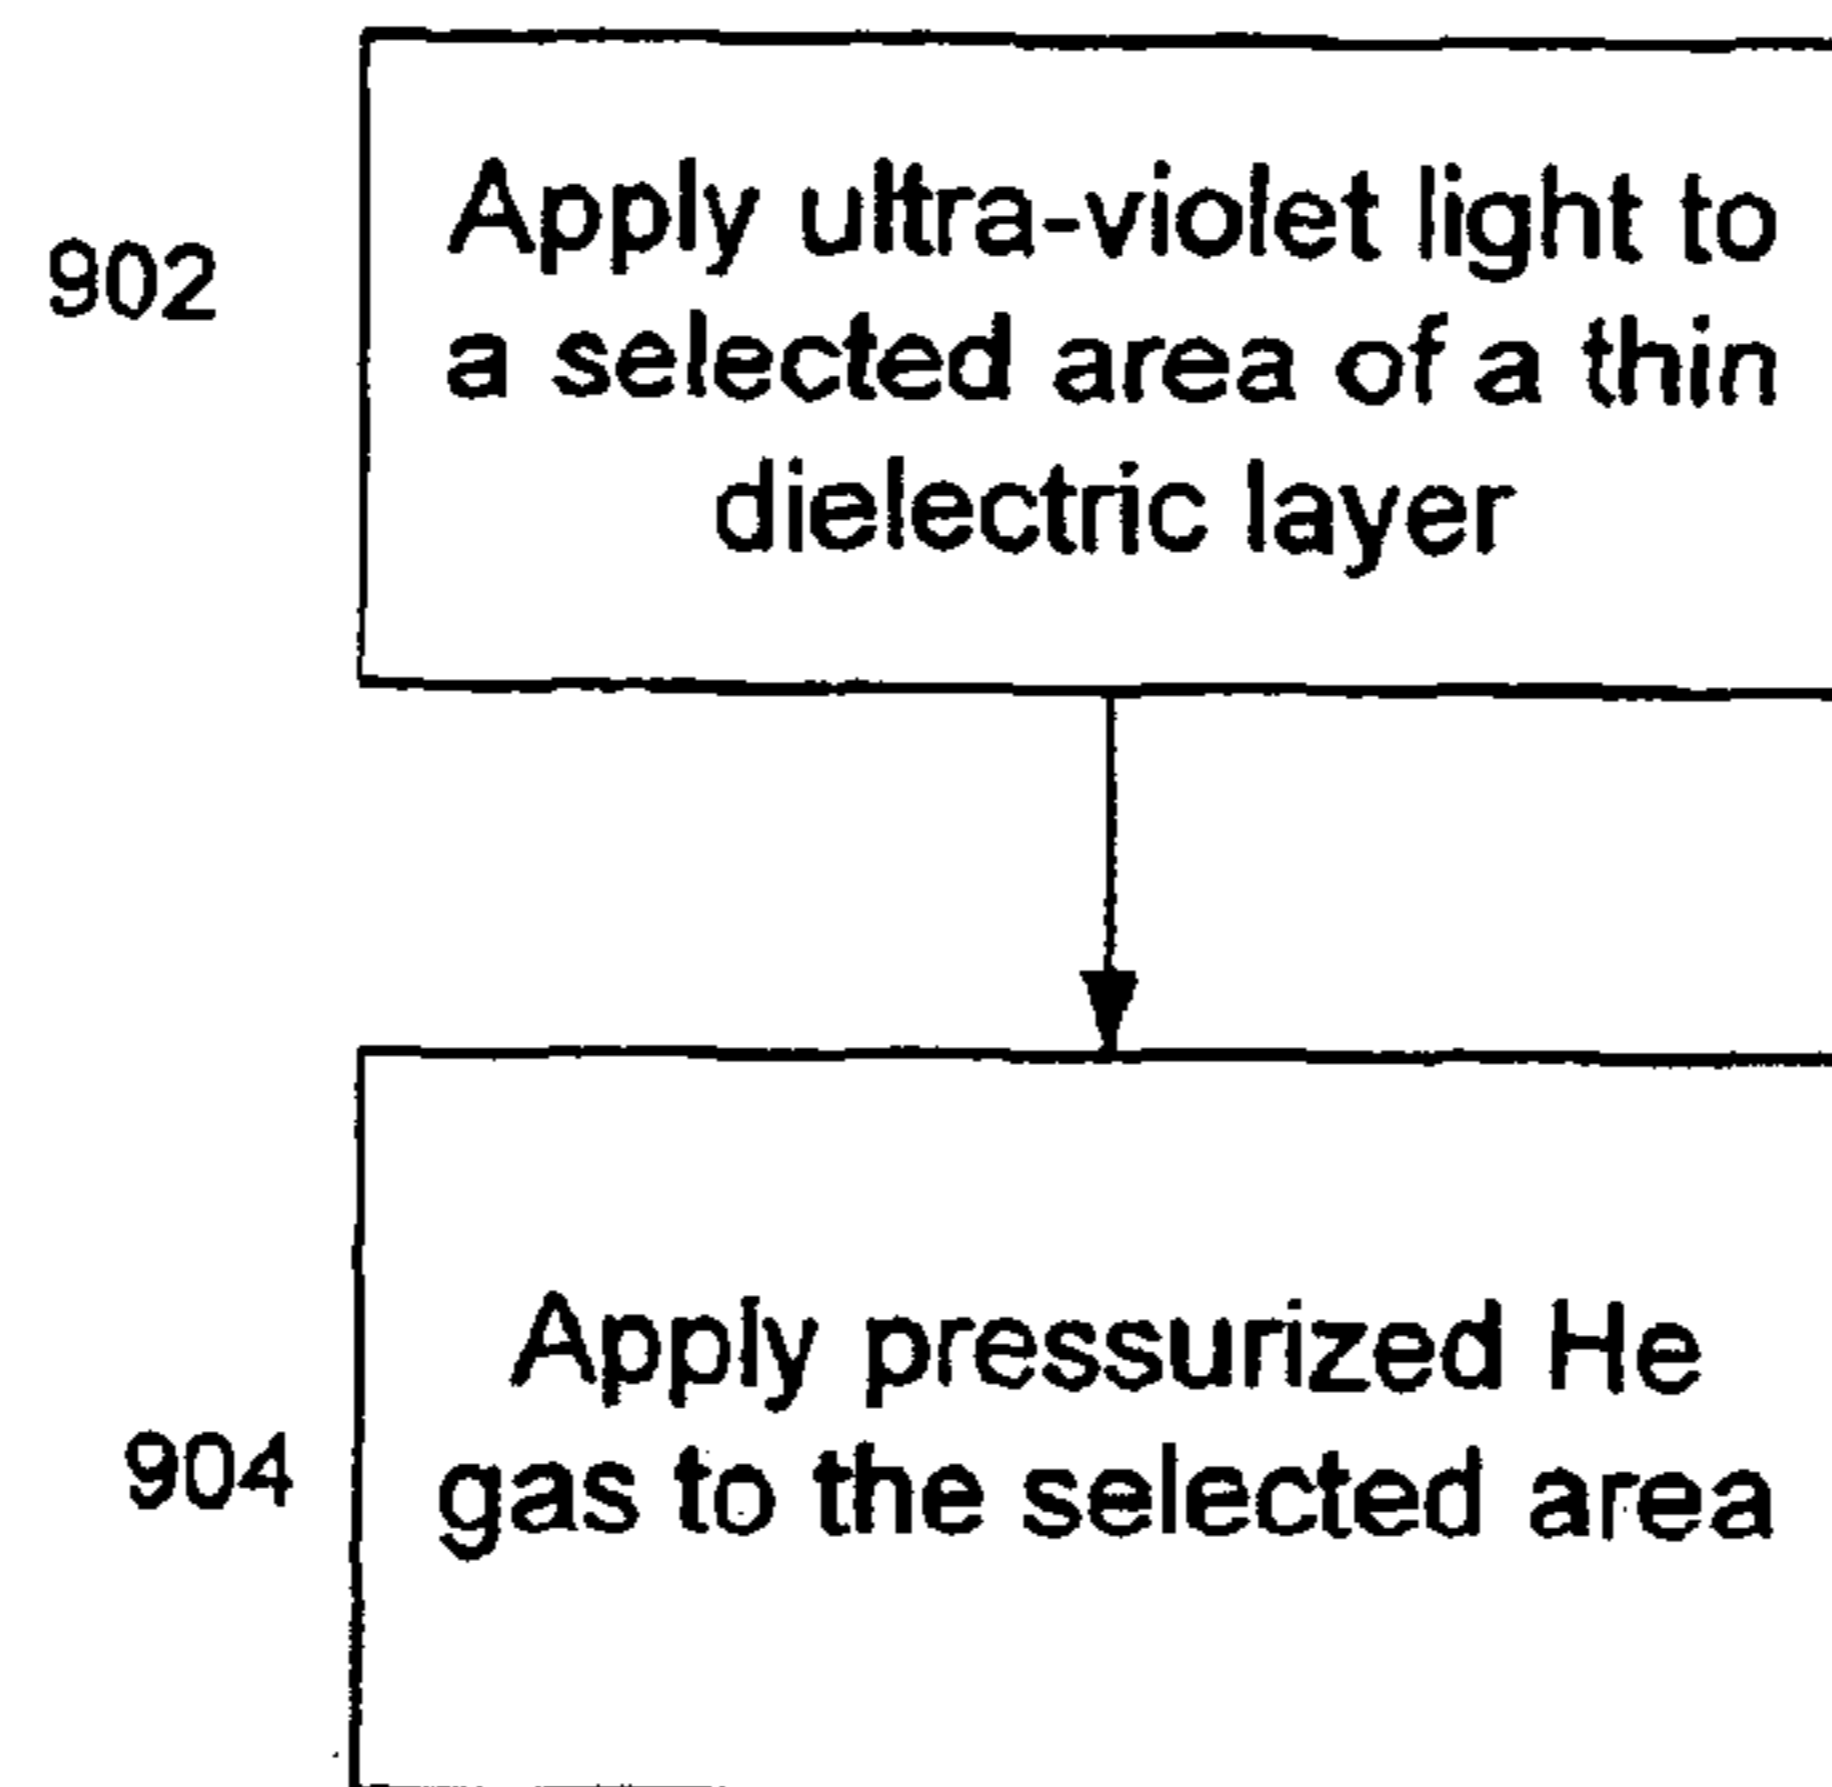 902
Apply ultra-violet light to
a selected area of a thin
dielectric layer
904
Apply pressurized He
gas to the selected area